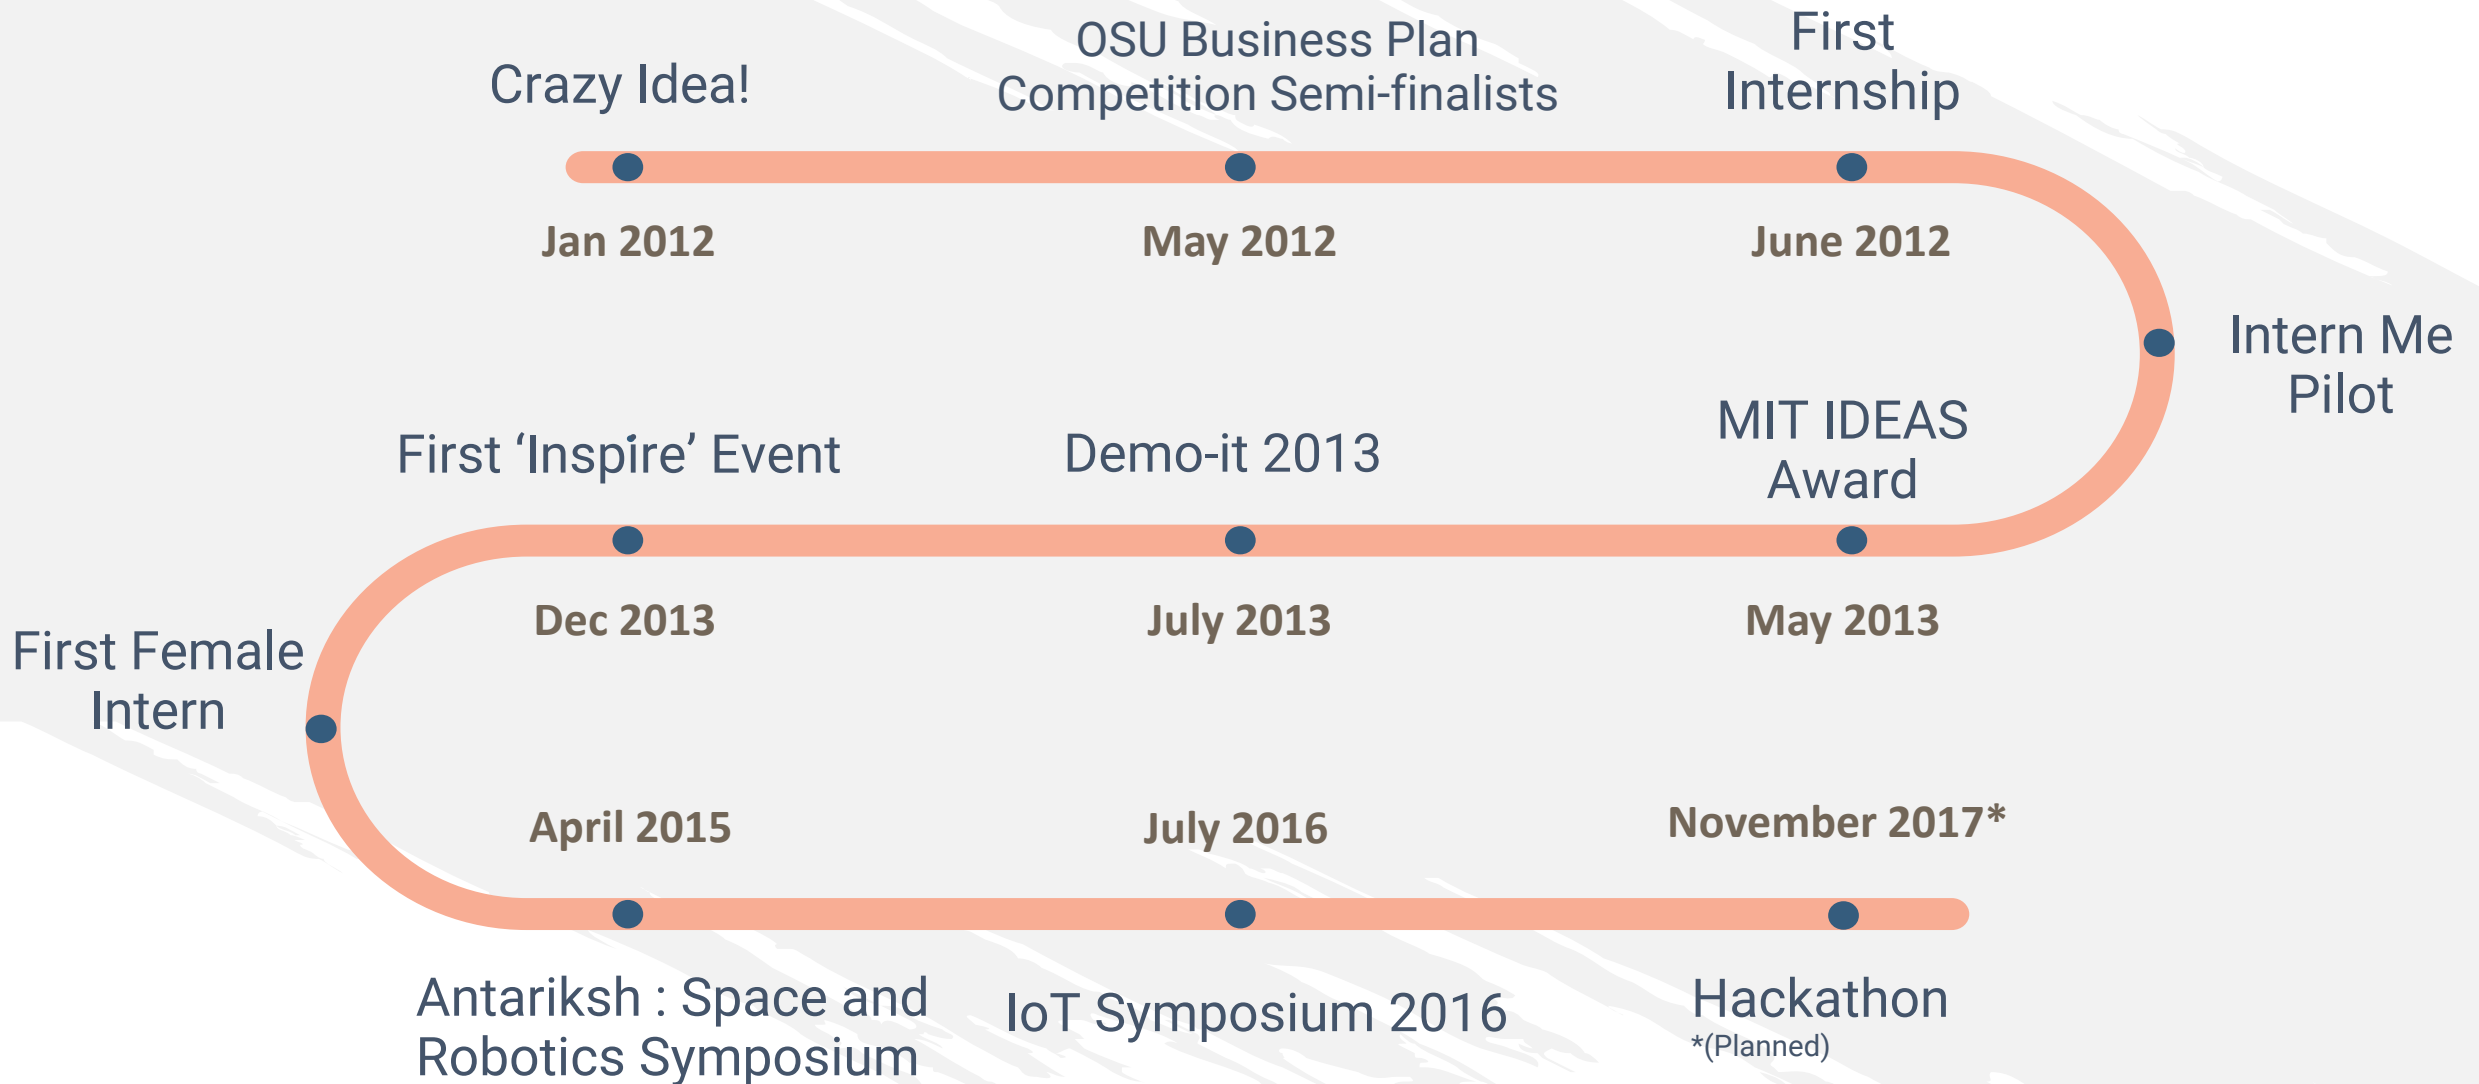 Crazy Idea!
Jan 2012
OSU Business Plan
Competition Semi-finalists
May 2012
First
Internship
June 2012
Intern Me
Pilot
MIT IDEAS
Award
May 2013
Demo-it 2013
July 2013
First ‘Inspire’ Event
Dec 2013
First Female
Intern
April 2015
Antariksh : Space and
Robotics Symposium
July 2016
IoT Symposium 2016
November 2017*
Hackathon
*(Planned)